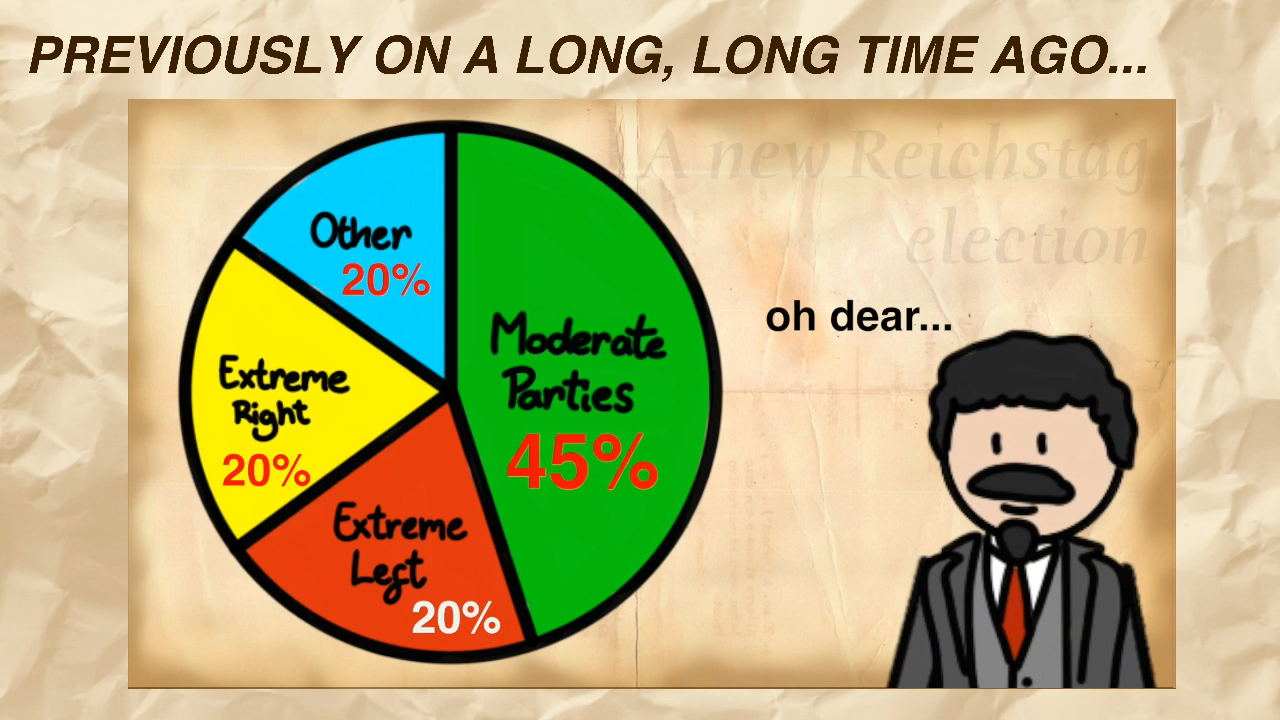 PREVIOUSLY ON A LONG, LONG TIME AGO...
A new Reichstag
election
Other
20%
Moderate
Parties
45%
oh dear...
Extreme
Right
20%
Extreme
Left
20%